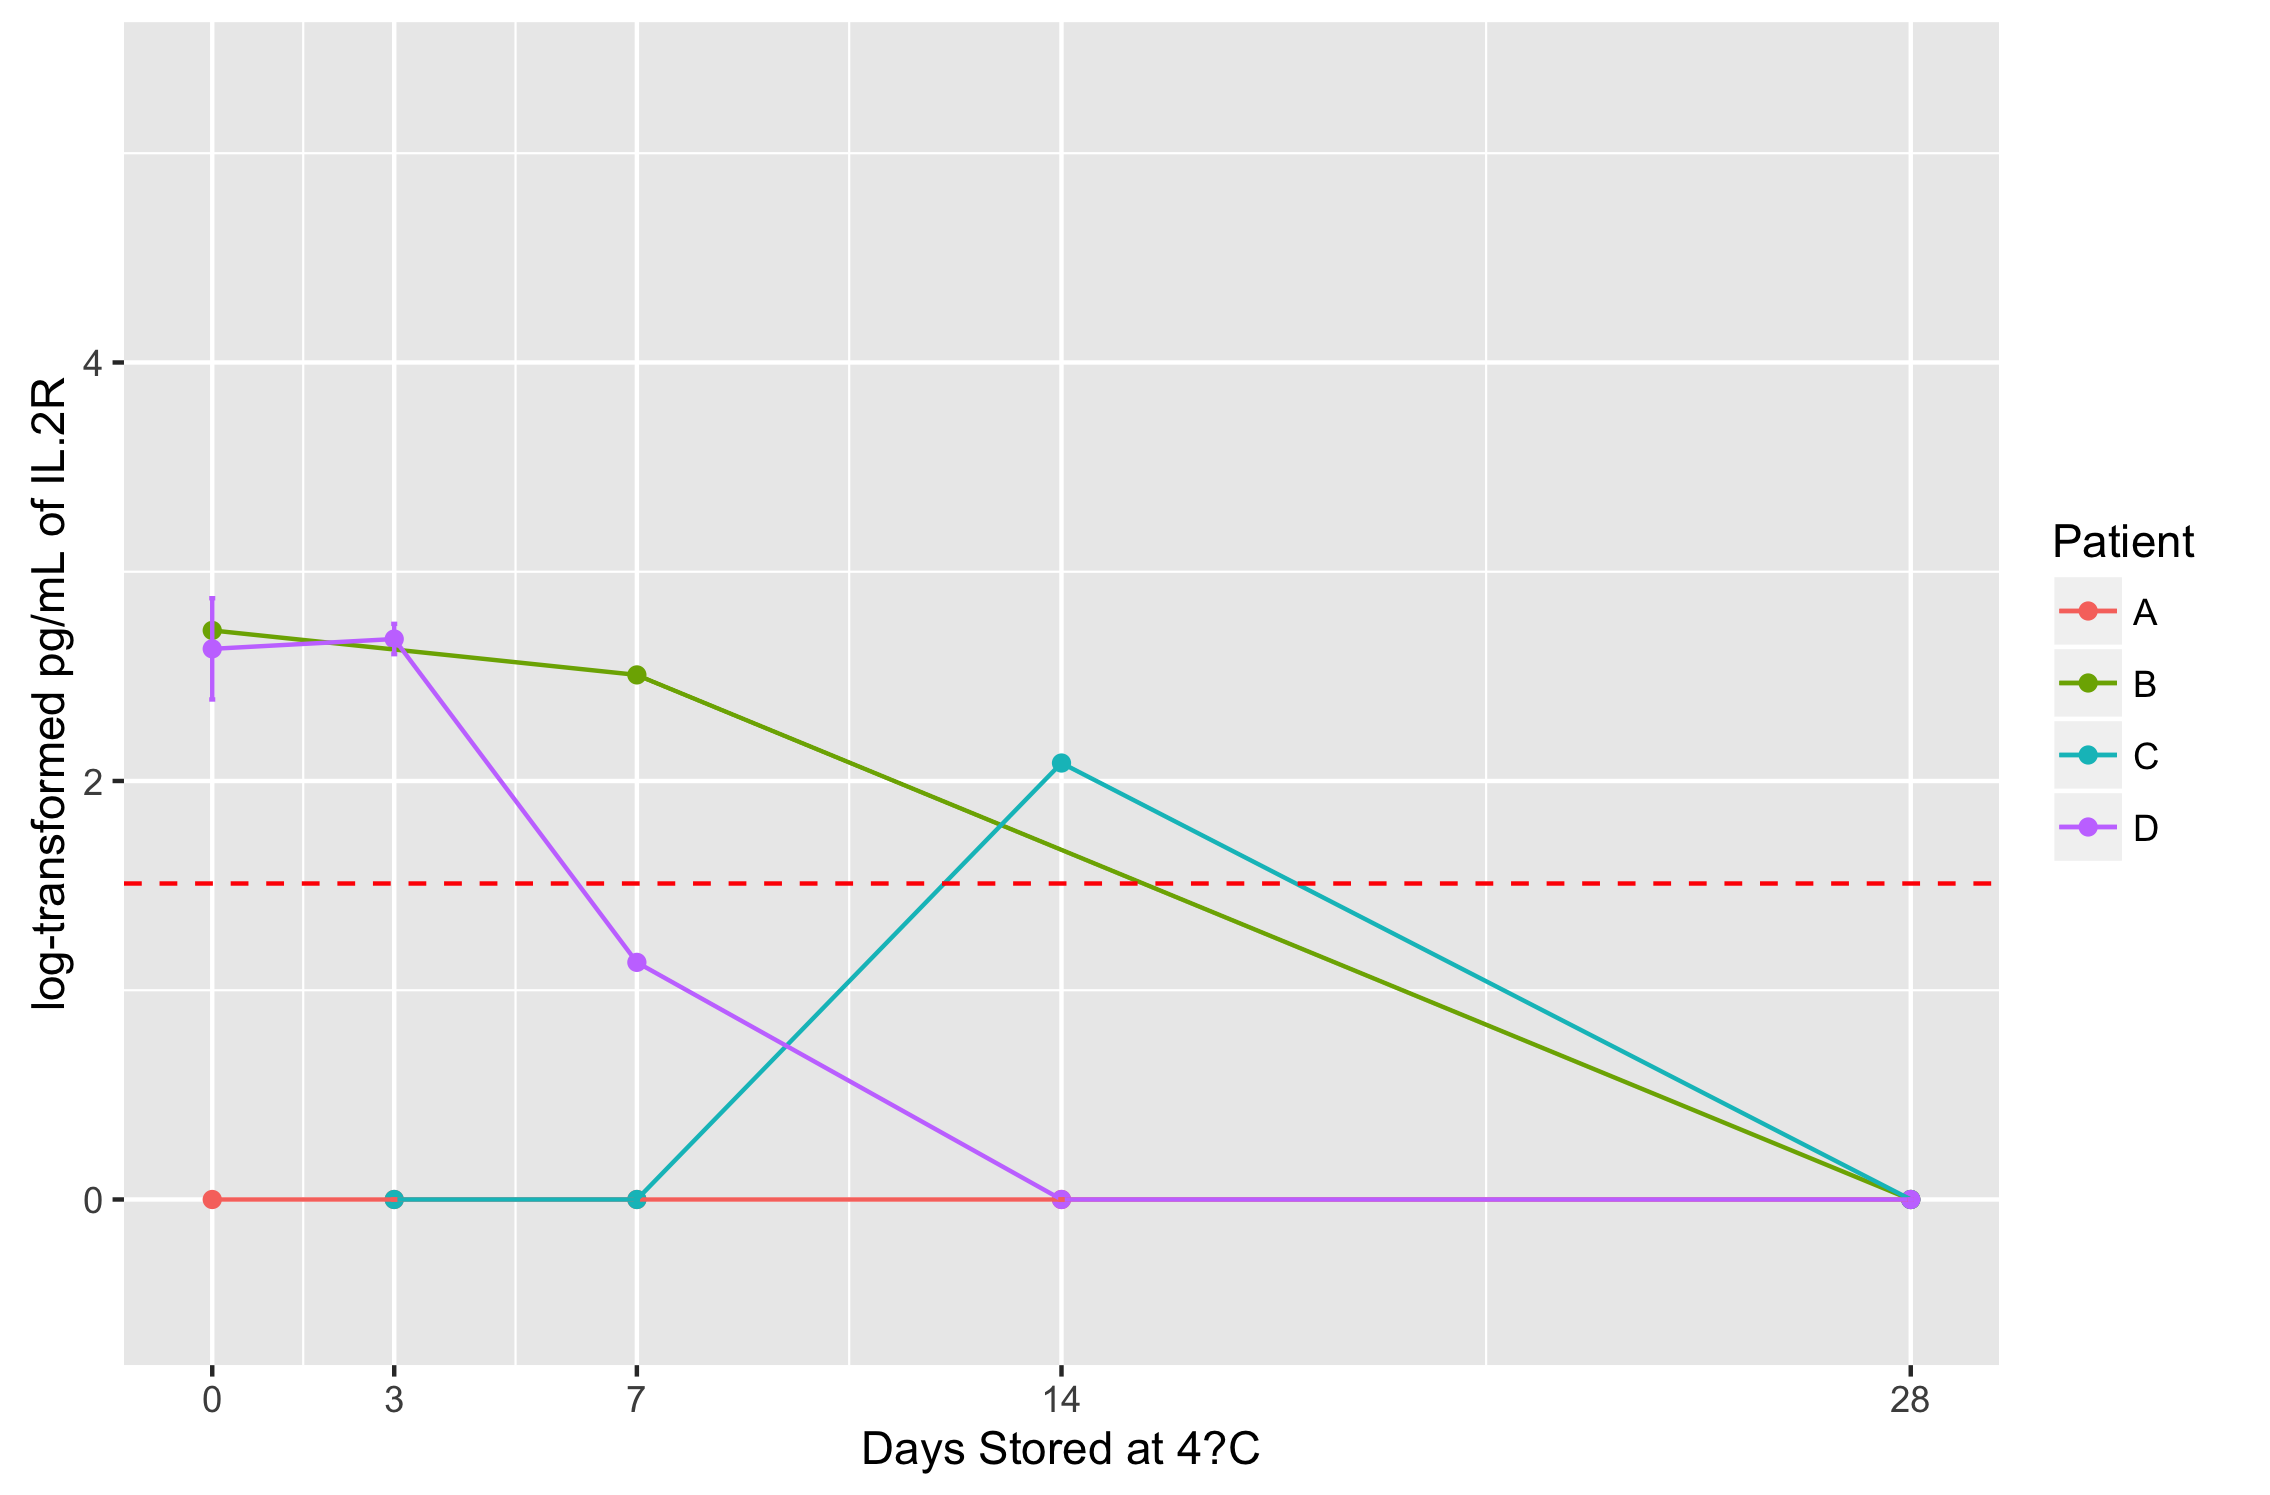 log-transformed pg/mL of IL.2R
4
2
0
0 3 7 14 28
Days Stored at 4?C
Patient
A
B
C
D